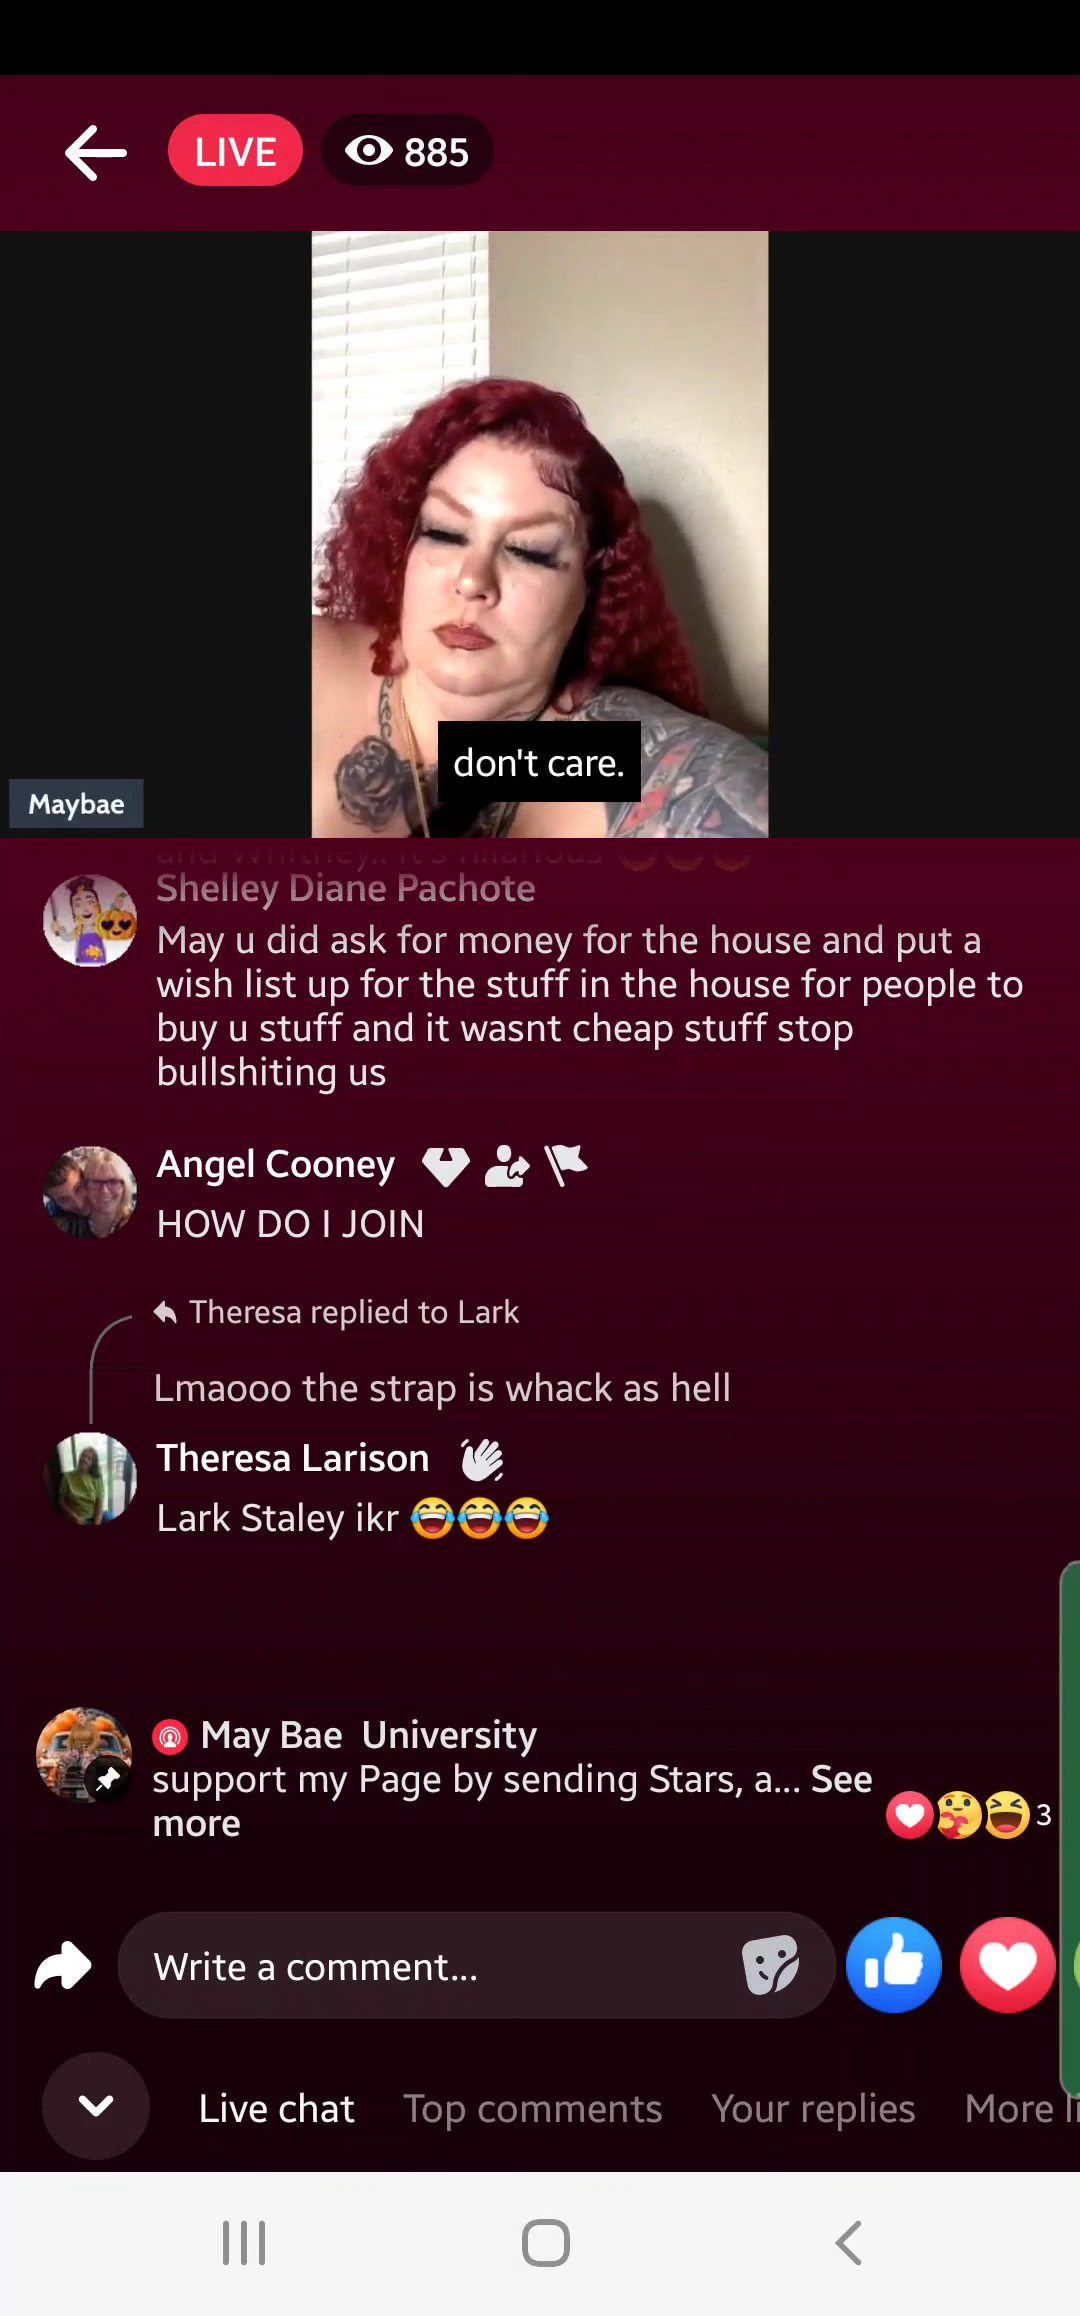 LIVE 885
don't care.
Maybae
Shelley Diane Pachote
May u did ask for money for the house and put a
wish list up for the stuff in the house for people to
buy u stuff and it wasnt cheap stuff stop
bullshiting us
Angel Cooney
HOW DO I JOIN
Theresa replied to Lark
Lmaooo the strap is whack as hell
Theresa Larison
Lark Staley ikr 😂😂😂
May Bae University
support my Page by sending Stars, a... See
more
3
Write a comment...
Live chat Top comments Your replies More